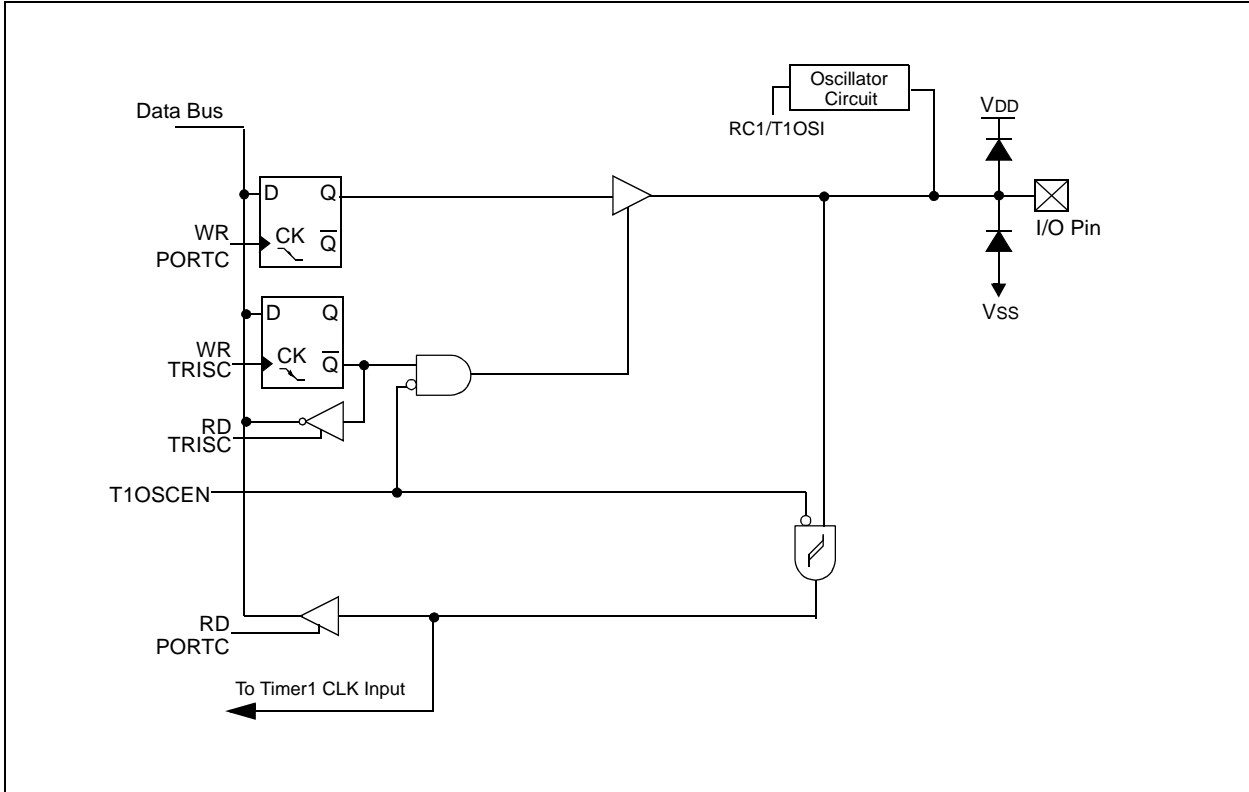 Oscillator
Circuit
RC1/T1OSI
VDD
Data Bus
D Q
WR
PORTC
CK Q̅
I/O Pin
D Q
VSS
WR
TRISC
CK Q̅
RD
TRISC
T1OSCEN
RD
PORTC
To Timer1 CLK Input